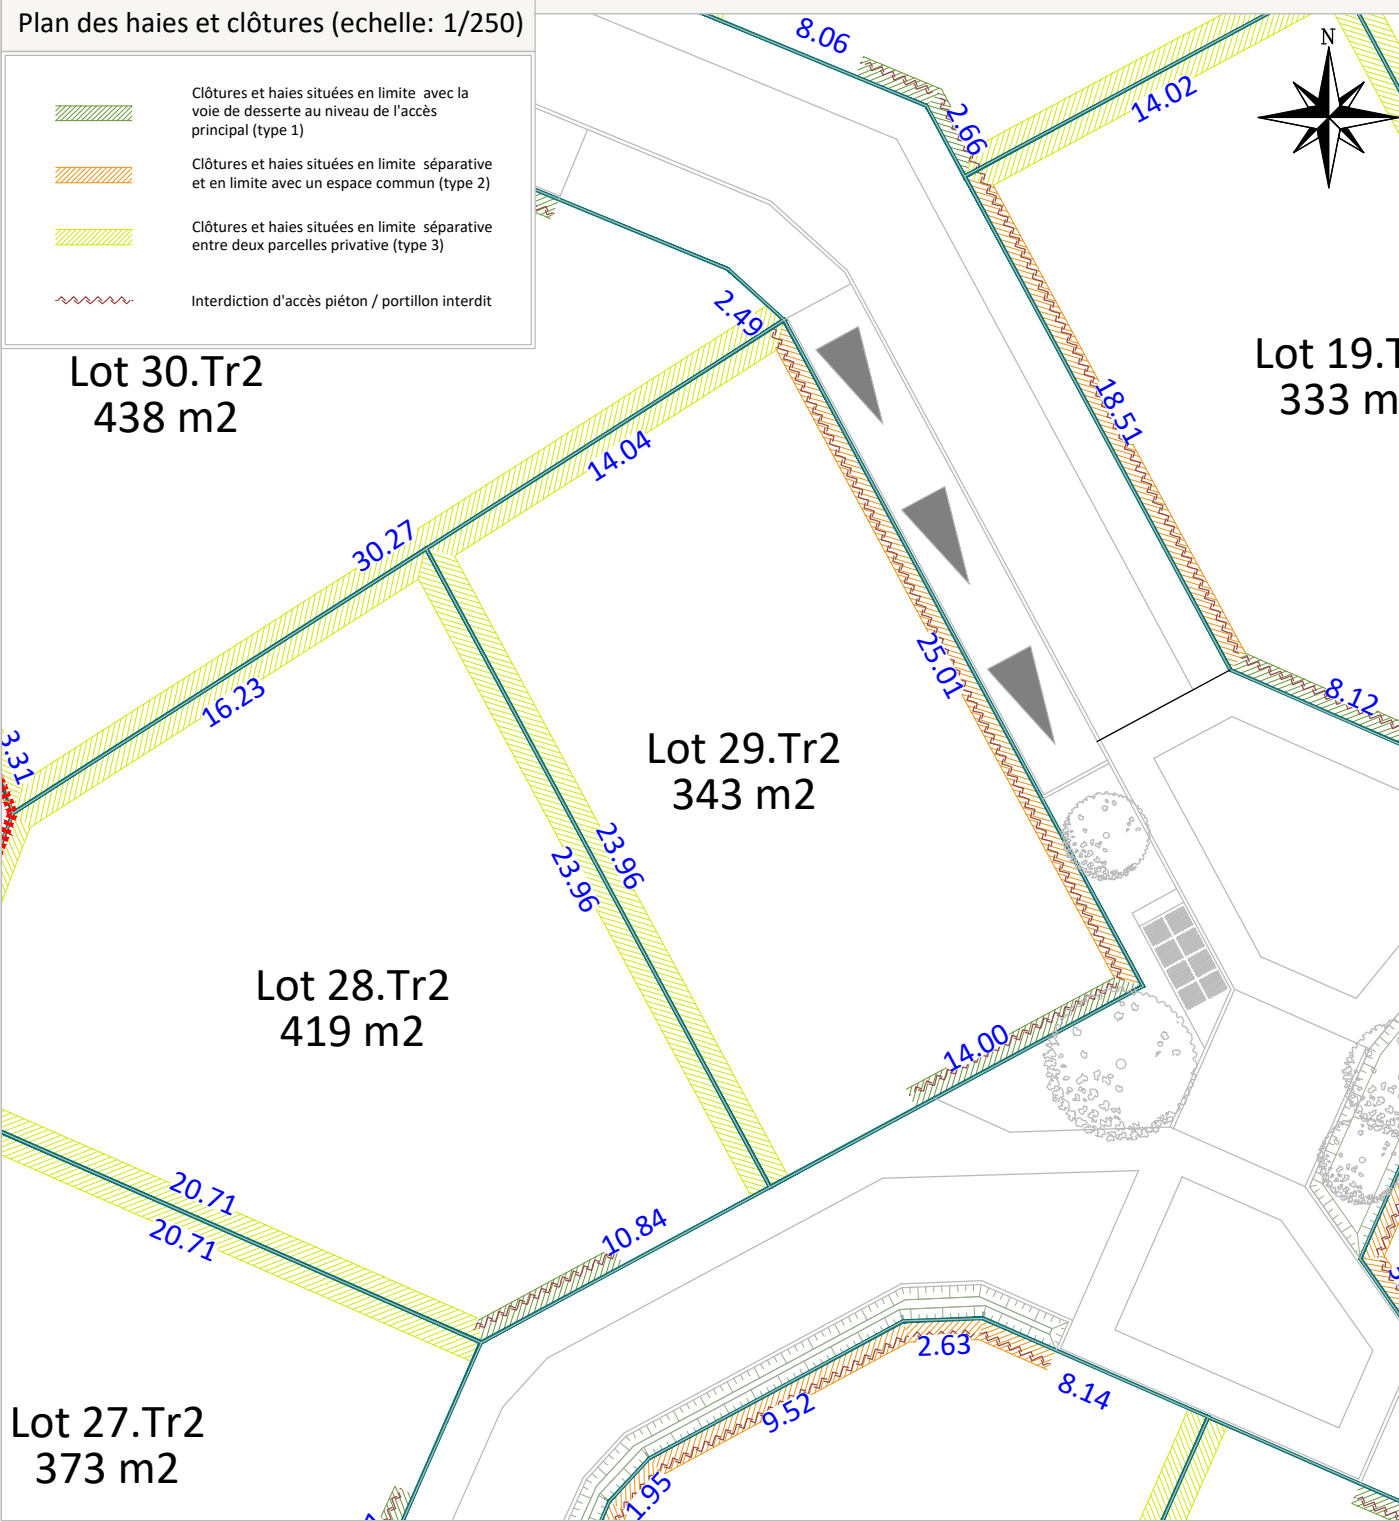 Plan des haies et clôtures (echelle: 1/250)
Clôtures et haies situées en limite avec la
voie de desserte au niveau de l'accès
principal (type 1)
Clôtures et haies situées en limite séparative
et en limite avec un espace commun (type 2)
Clôtures et haies situées en limite séparative
entre deux parcelles privative (type 3)
Interdiction d'accès piéton / portillon interdit
8.06
2.66
14.02
N
2.49
Lot 30.Tr2
438 m2
Lot 19.T
333 m
18.51
14.04
30.27
16.23
25.01
8.12
3.31
Lot 29.Tr2
343 m2
23.96
23.96
Lot 28.Tr2
419 m2
14.00
20.71
20.71
10.84
2.63
8.14
9.52
1.95
Lot 27.Tr2
373 m2